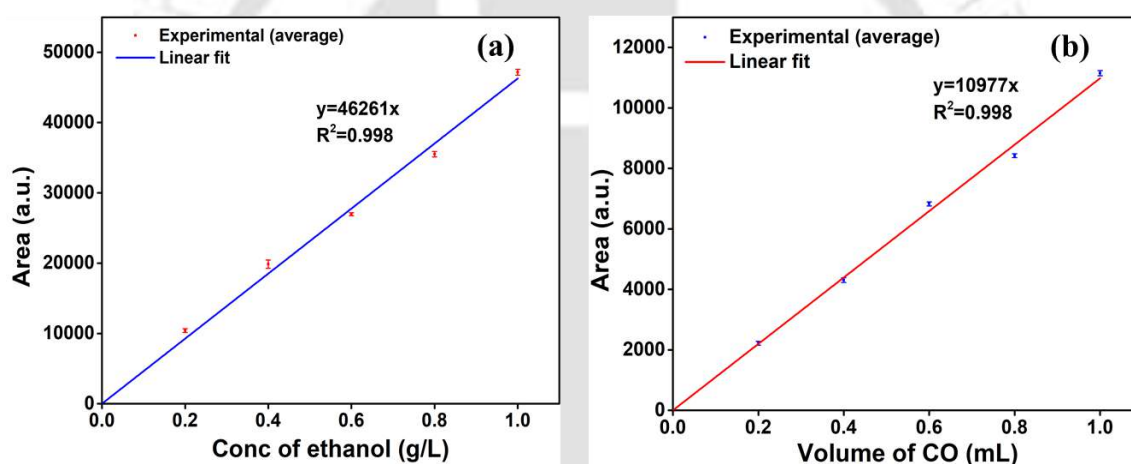 Experimental (average)
Linear fit
(a)
y=46261x
R²=0.998
50000
40000
30000
20000
10000
0
Area (a.u.)
0.0 0.2 0.4 0.6 0.8 1.0
Conc of ethanol (g/L)
Experimental (average)
Linear fit
(b)
y=10977x
R²=0.998
12000
10000
8000
6000
4000
2000
0
Area (a.u.)
0.0 0.2 0.4 0.6 0.8 1.0
Volume of CO (mL)